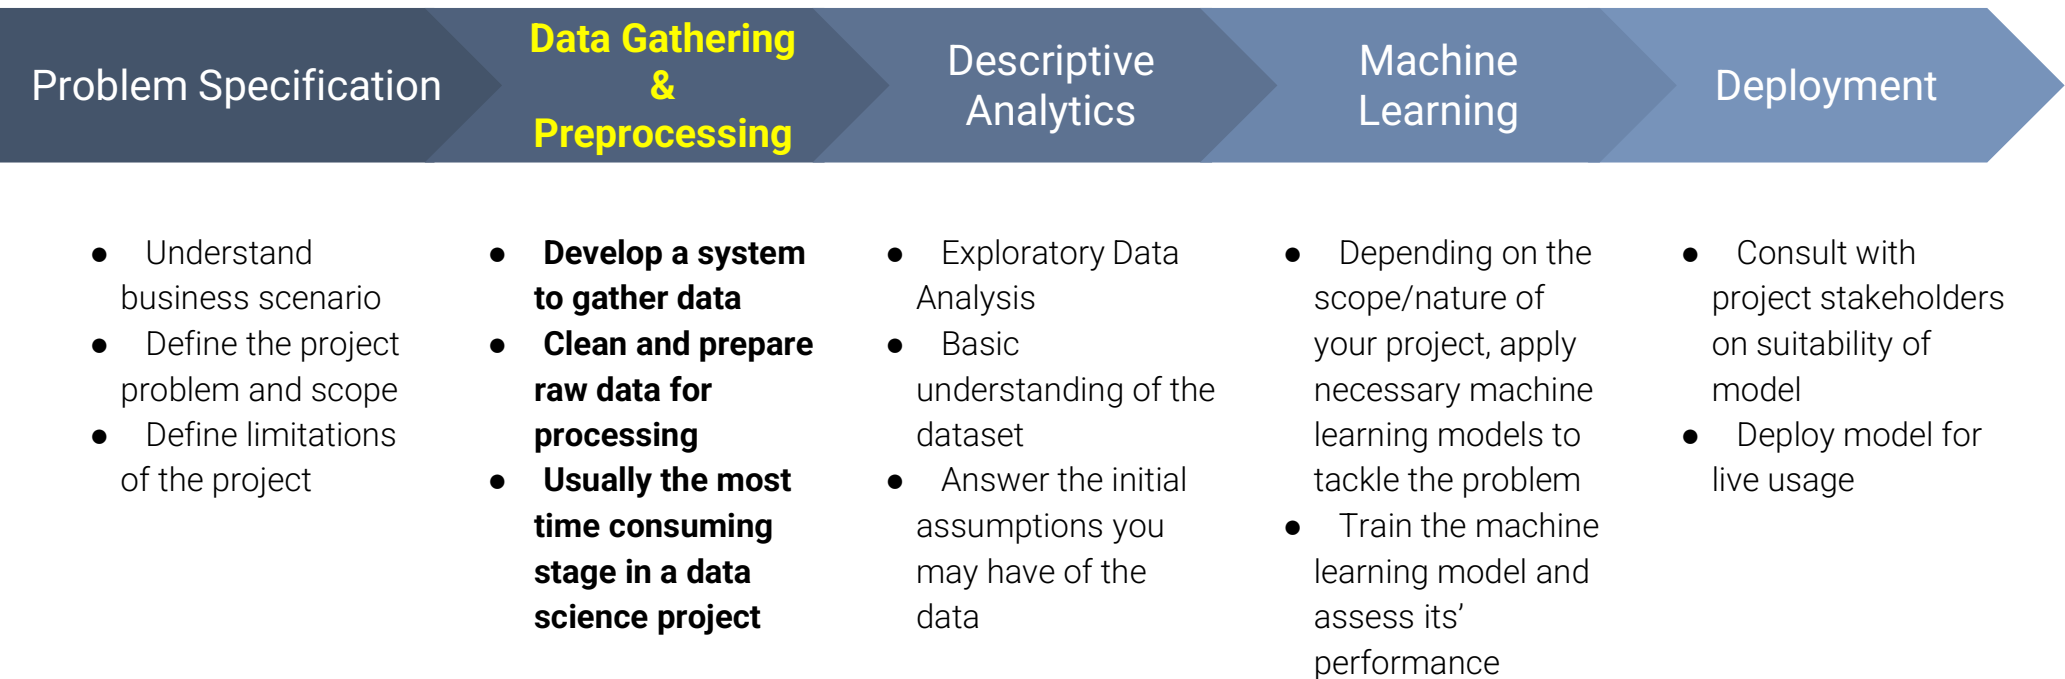 Problem Specification
Data Gathering
&
Preprocessing
Descriptive
Analytics
Machine
Learning
Deployment
● Understand
business scenario
● Define the project
problem and scope
● Define limitations
of the project
● Develop a system
to gather data
● Clean and prepare
raw data for
processing
● Usually the most
time consuming
stage in a data
science project
● Exploratory Data
Analysis
● Basic
understanding of the
dataset
● Answer the initial
assumptions you
may have of the
data
● Depending on the
scope/nature of
your project, apply
necessary machine
learning models to
tackle the problem
● Train the machine
learning model and
assess its’
performance
● Consult with
project stakeholders
on suitability of
model
● Deploy model for
live usage